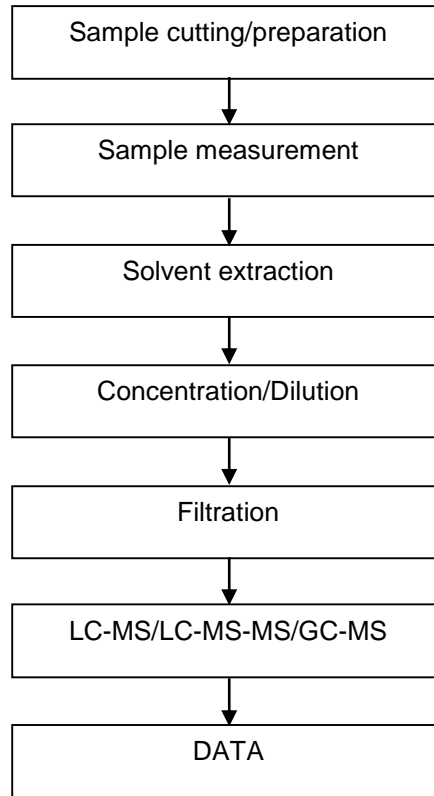 Sample cutting/preparation
Sample measurement
Solvent extraction
Concentration/Dilution
Filtration
LC-MS/LC-MS-MS/GC-MS
DATA